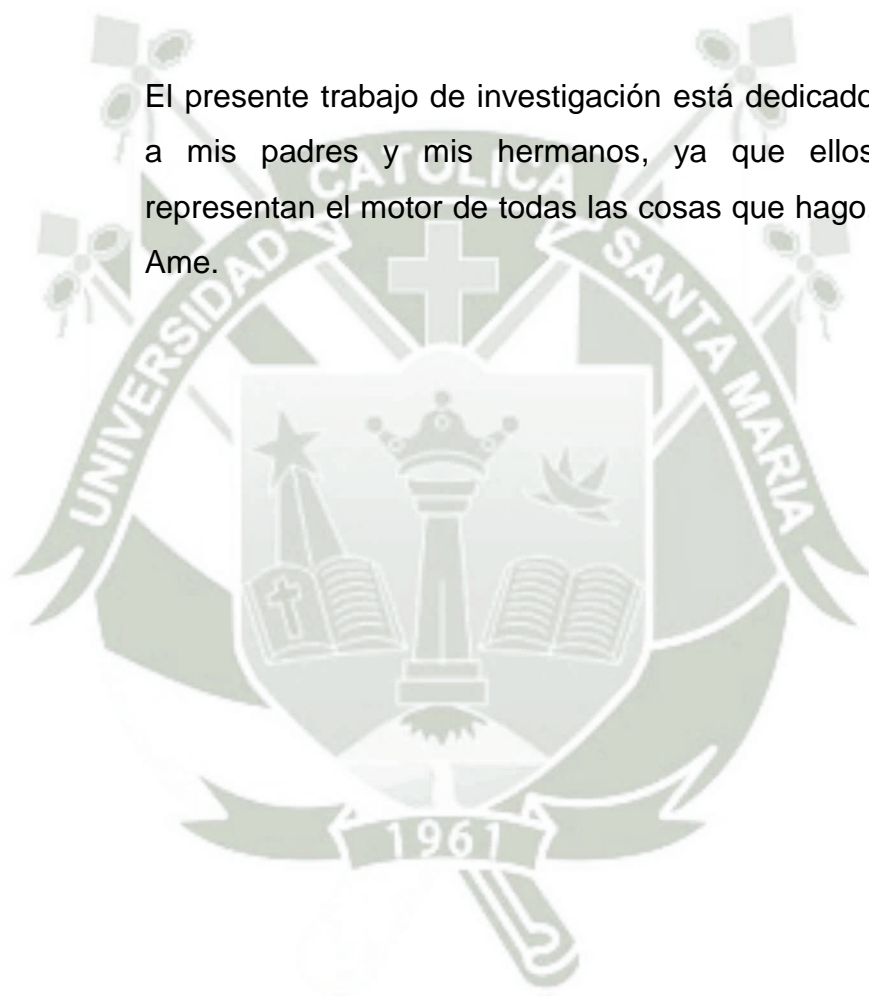 El presente trabajo de investigación está dedicado
a mis padres y mis hermanos, ya que ellos
representan el motor de todas las cosas que hago.
Ame.
UNIVERSIDAD CATOLICA SANTA MARIA
1961